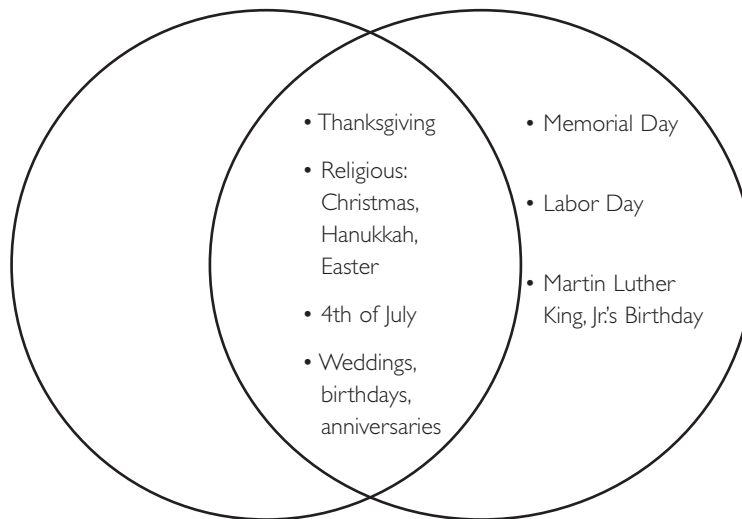 • Thanksgiving
• Religious:
Christmas,
Hanukkah,
Easter
• 4th of July
• Weddings,
birthdays,
anniversaries
• Memorial Day
• Labor Day
• Martin Luther
King, Jr.'s Birthday